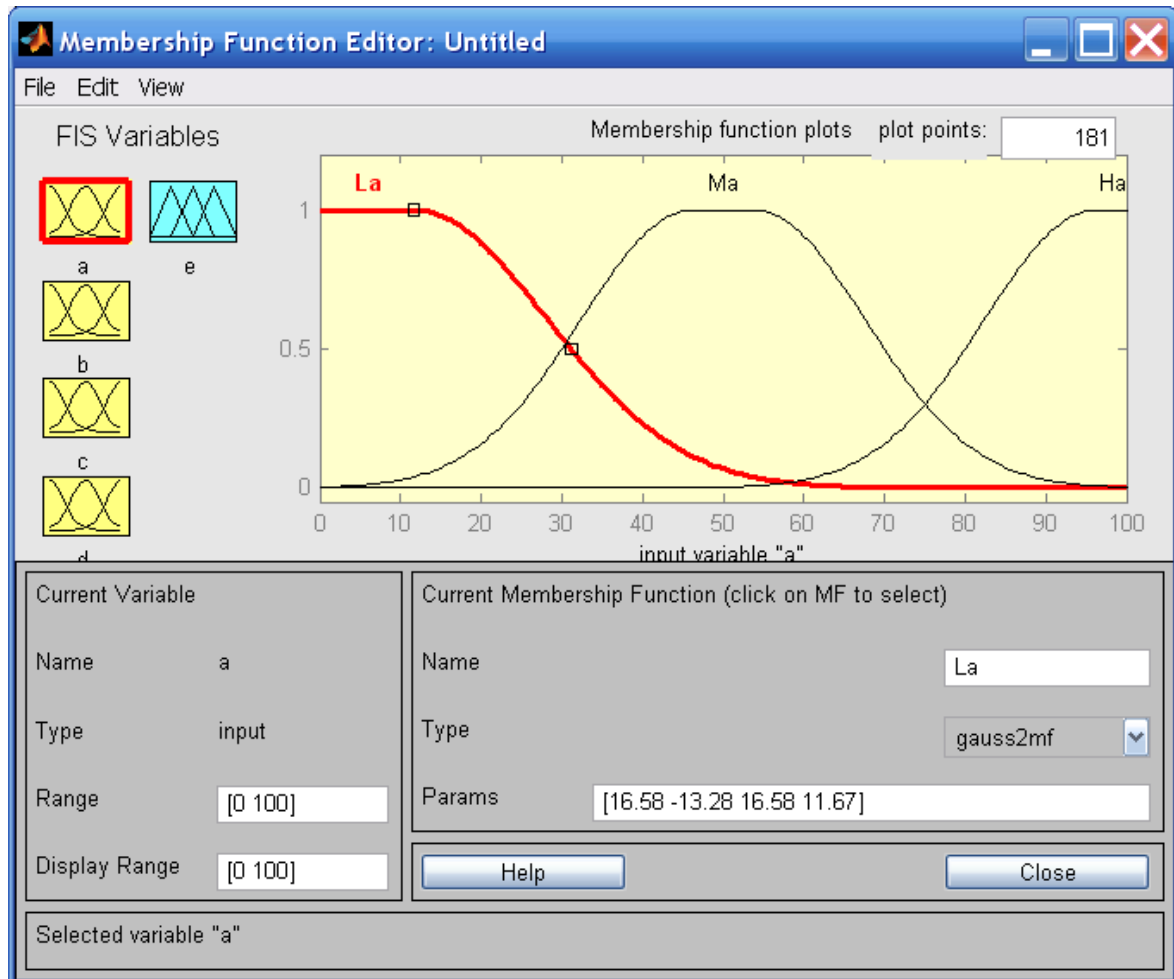 Membership Function Editor: Untitled
File Edit View
FIS Variables
Membership function plots plot points: 181
a
e
b
c
d
La Ma Ha
1
0.5
0
0 10 20 30 40 50 60 70 80 90 100
input variable "a"
Current Variable
Name a
Type input
Range [0 100]
Display Range [0 100]
Current Membership Function (click on MF to select)
Name La
Type gauss2mf
Params [16.58 -13.28 16.58 11.67]
Help Close
Selected variable "a"